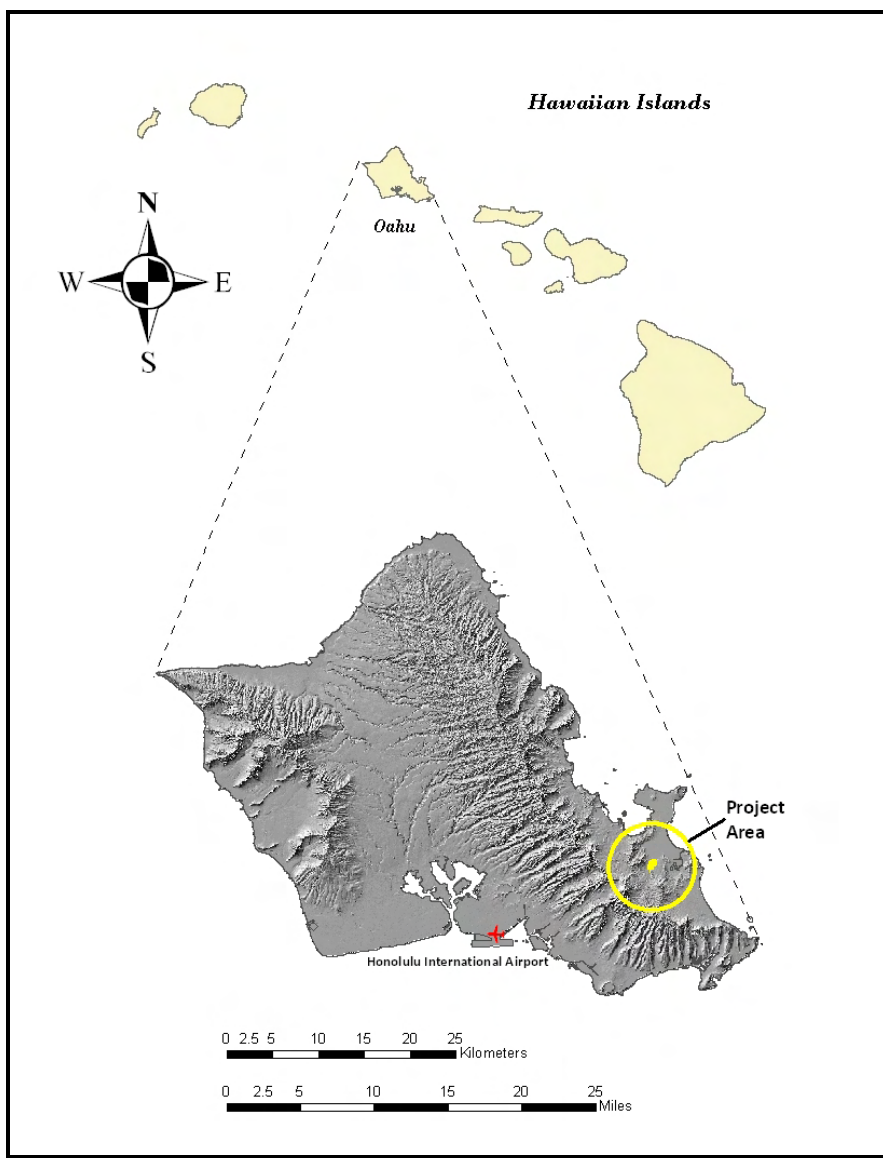 Hawaiian Islands
Oahu
N
W E
S
Project
Area
Honolulu International Airport
0 2.5 5 10 15 20 25
Kilometers
0 2.5 5 10 15 20 25
Miles